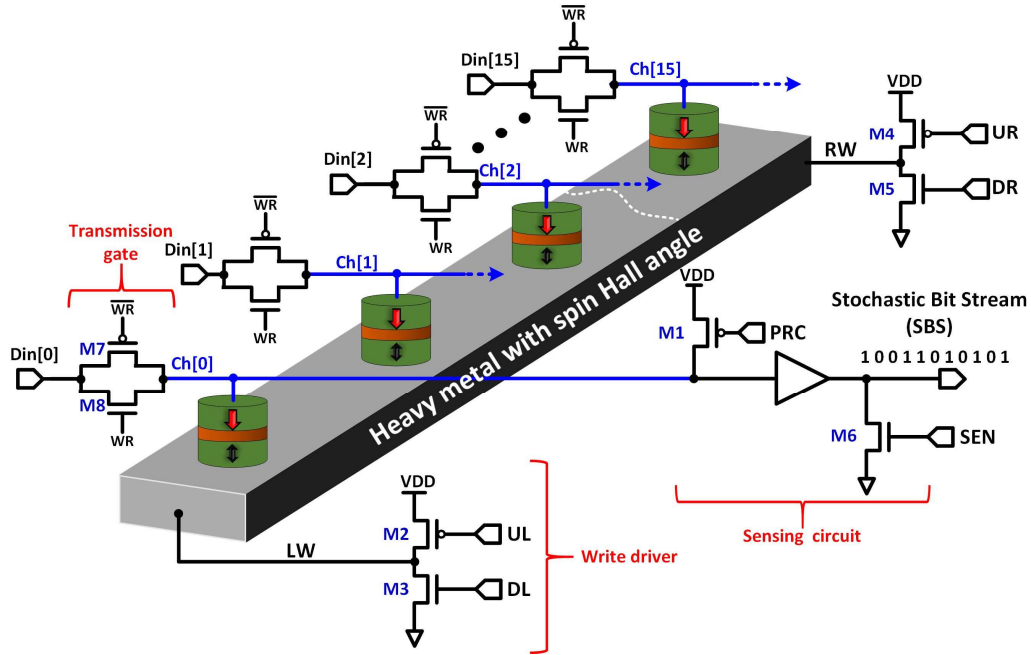 WR
Din[15]
Ch[15]
WR
WR
VDD
M4
UR
RW
M5
DR
Din[2]
Ch[2]
WR
WR
Din[1]
Ch[1]
WR
Transmission
gate
WR
M7
Din[0]
Ch[0]
M8
WR
Heavy metal with spin Hall angle
VDD
M1
PRC
Stochastic Bit Stream
(SBS)
10011010101
M6
SEN
Sensing circuit
VDD
M2
UL
LW
M3
DL
Write driver